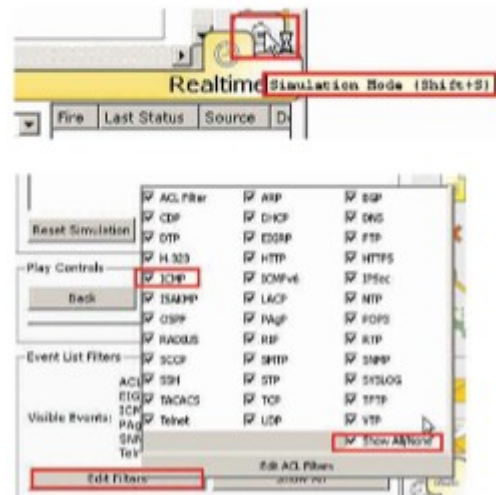 Realtime
Simulation Mode (Shift+S)
Fire Last Status Source D
ACL Filter ARP BGP
CDP DHCP DNS
Reset Simulation
DTP EIGRP FTP
H.323 HTTP HTTPS
Play Controls
ICMP ICMPv6 IPSec
Back
ISAKMP LACP NTP
OSPF PAgP POP3
RADIUS RIP RTP
Event List Filters
SCCP SMTP SNMP
SSH STP SYSLOG
TACACS TCP TFTP
Visible Events:
Telnet UDP VTP
Show All/None
Edit ACL Filters
Edit Filters Show All